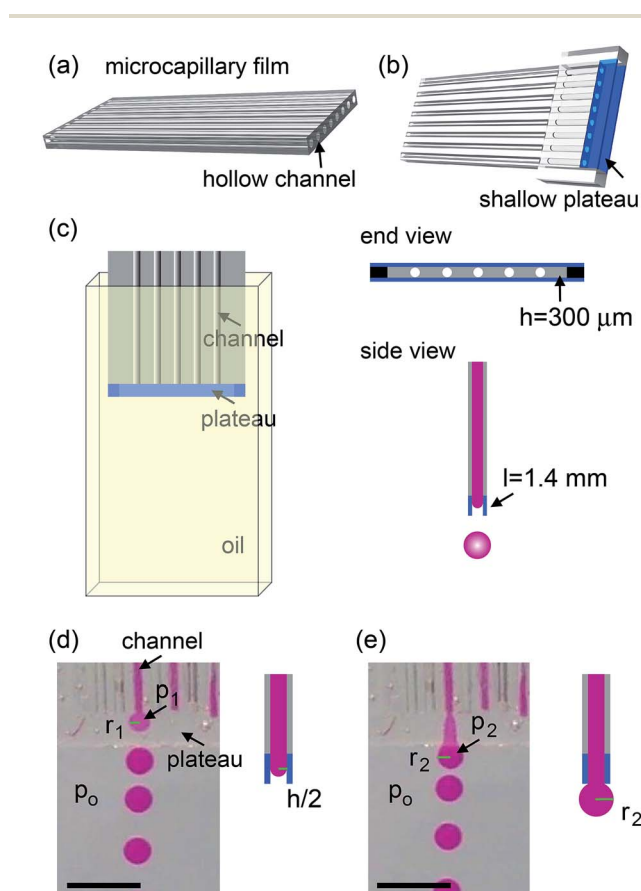 (a)
microcapillary film
hollow channel
(b)
shallow plateau
(c)
channel
plateau
oil
end view
h=300 μm
side view
l=1.4 mm
(d)
channel
p1
r1
plateau
po
h/2
(e)
p2
r2
po
r2